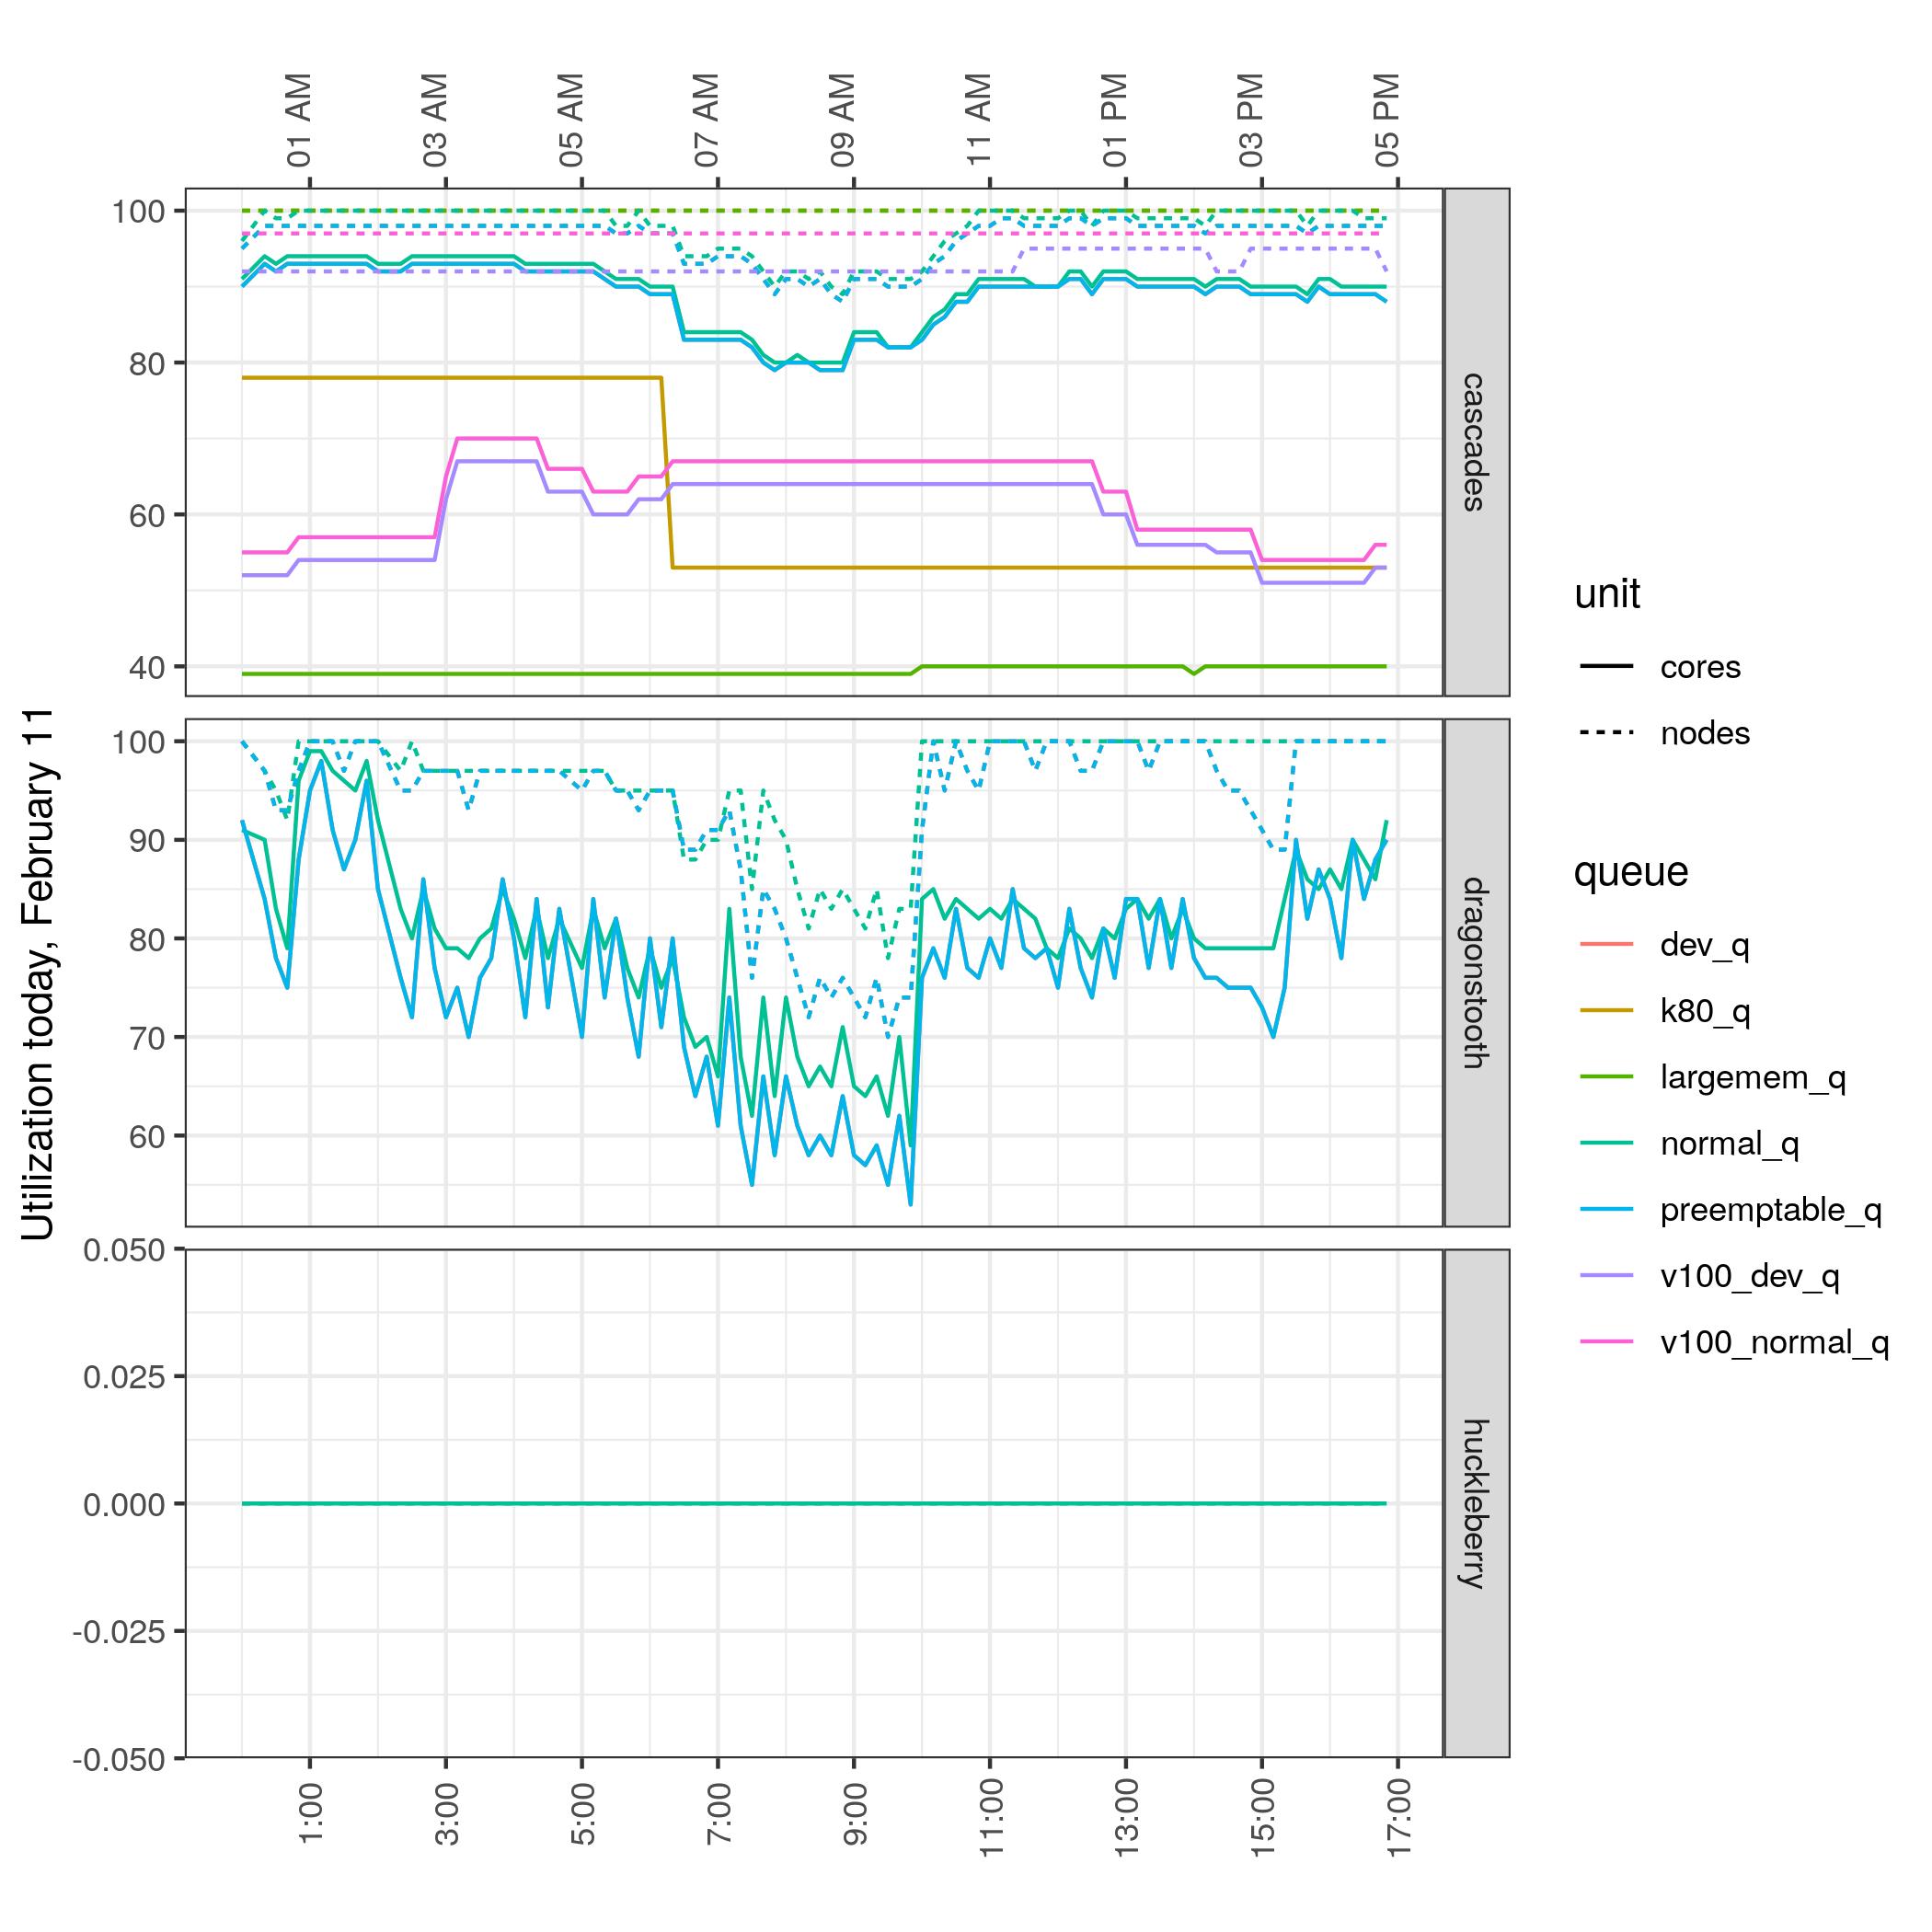 01 AM
03 AM
05 AM
07 AM
09 AM
11 AM
01 PM
03 PM
05 PM
Utilization today, February 11
100
80
60
40
cascades
100
90
80
70
60
dragonstooth
0.050
0.025
0.000
-0.025
-0.050
huckleberry
1:00
3:00
5:00
7:00
9:00
11:00
13:00
15:00
17:00
unit
cores
nodes
queue
dev_q
k80_q
largemem_q
normal_q
preemptable_q
v100_dev_q
v100_normal_q